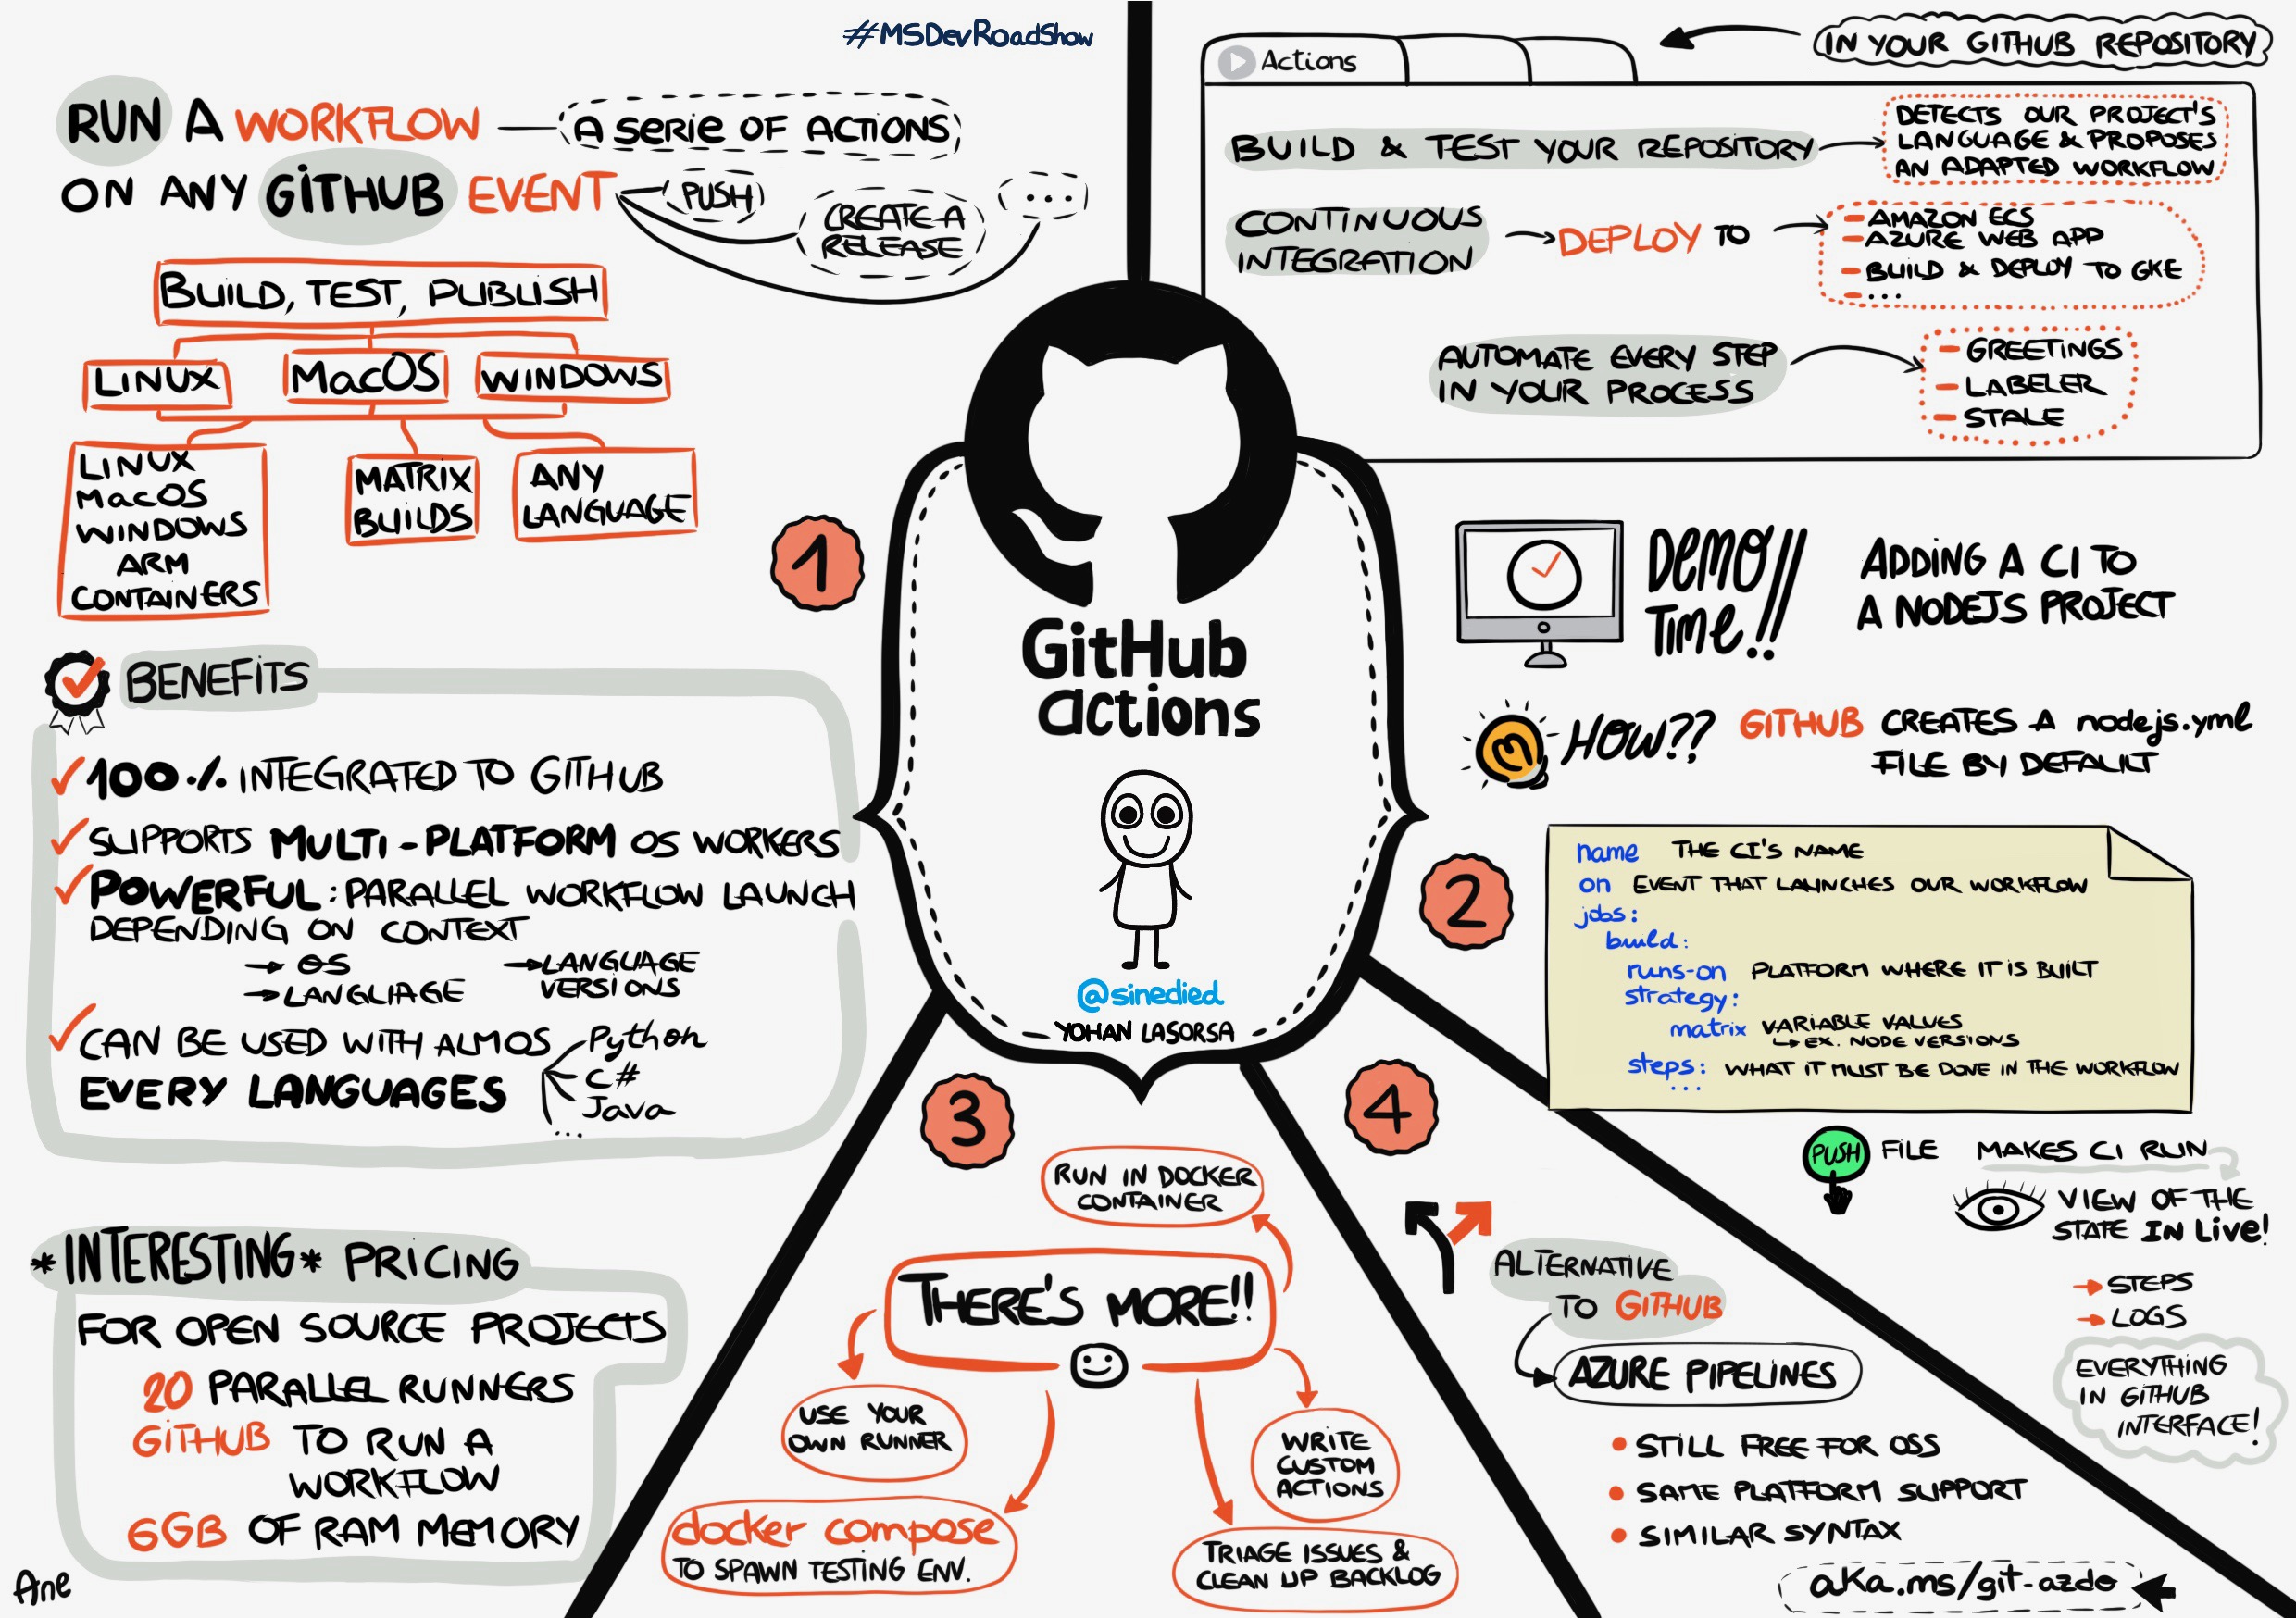 #MSDevRoadShow
RUN A WORKFLOW
A SERIE OF ACTIONS
ON ANY GITHUB EVENT
PUSH
CREATE A
RELEASE
...
BUILD, TEST, PUBLISH
LINUX
MacOS
WINDOWS
LINUX
MacOS
WINDOWS
ARM
CONTAINERS
MATRIX
BUILDS
ANY
LANGUAGE
1
BENEFITS
100% INTEGRATED TO GITHUB
SUPPORTS MULTI-PLATFORM OS WORKERS
POWERFUL: PARALLEL WORKFLOW LAUNCH
DEPENDING ON CONTEXT
→ OS
→ LANGUAGE
→ LANGUAGE
VERSIONS
CAN BE USED WITH ALMOS
EVERY LANGUAGES
Python
C#
Java
...
*INTERESTING* PRICING
FOR OPEN SOURCE PROJECTS
20 PARALLEL RUNNERS
GITHUB TO RUN A
WORKFLOW
6GB OF RAM MEMORY
Ane
GitHub
actions
@sinedied
YOHAN LASORSA
IN YOUR GITHUB REPOSITORY
Actions
BUILD & TEST YOUR REPOSITORY
DETECTS OUR PROJECT'S
LANGUAGE & PROPOSES
AN ADAPTED WORKFLOW
CONTINUOUS
INTEGRATION
DEPLOY TO
- AMAZON ECS
- AZURE WEB APP
- BUILD & DEPLOY TO GKE
- ...
AUTOMATE EVERY STEP
IN YOUR PROCESS
- GREETINGS
- LABELER
- STALE
DEMO
TIME!!
ADDING A CI TO
A NODEJS PROJECT
HOW??
GITHUB CREATES A nodejs.yml
FILE BY DEFAULT
2
name THE CI'S NAME
on EVENT THAT LAUNCHES OUR WORKFLOW
jobs:
build:
runs-on PLATFORM WHERE IT IS BUILT
strategy:
matrix VARIABLE VALUES
↳ EX. NODE VERSIONS
steps: WHAT IT MUST BE DONE IN THE WORKFLOW
...
PUSH FILE MAKES CI RUN
VIEW OF THE
STATE IN Live!
→ STEPS
→ LOGS
EVERYTHING
IN GITHUB
INTERFACE!
3
RUN IN DOCKER
CONTAINER
THERE'S MORE!!
USE YOUR
OWN RUNNER
docker compose
TO SPAWN TESTING ENV.
WRITE
CUSTOM
ACTIONS
TRIAGE ISSUES &
CLEAN UP BACKLOG
4
ALTERNATIVE
TO GITHUB
AZURE PIPELINES
• STILL FREE FOR OSS
• SAME PLATFORM SUPPORT
• SIMILAR SYNTAX
aka.ms/git-azdo